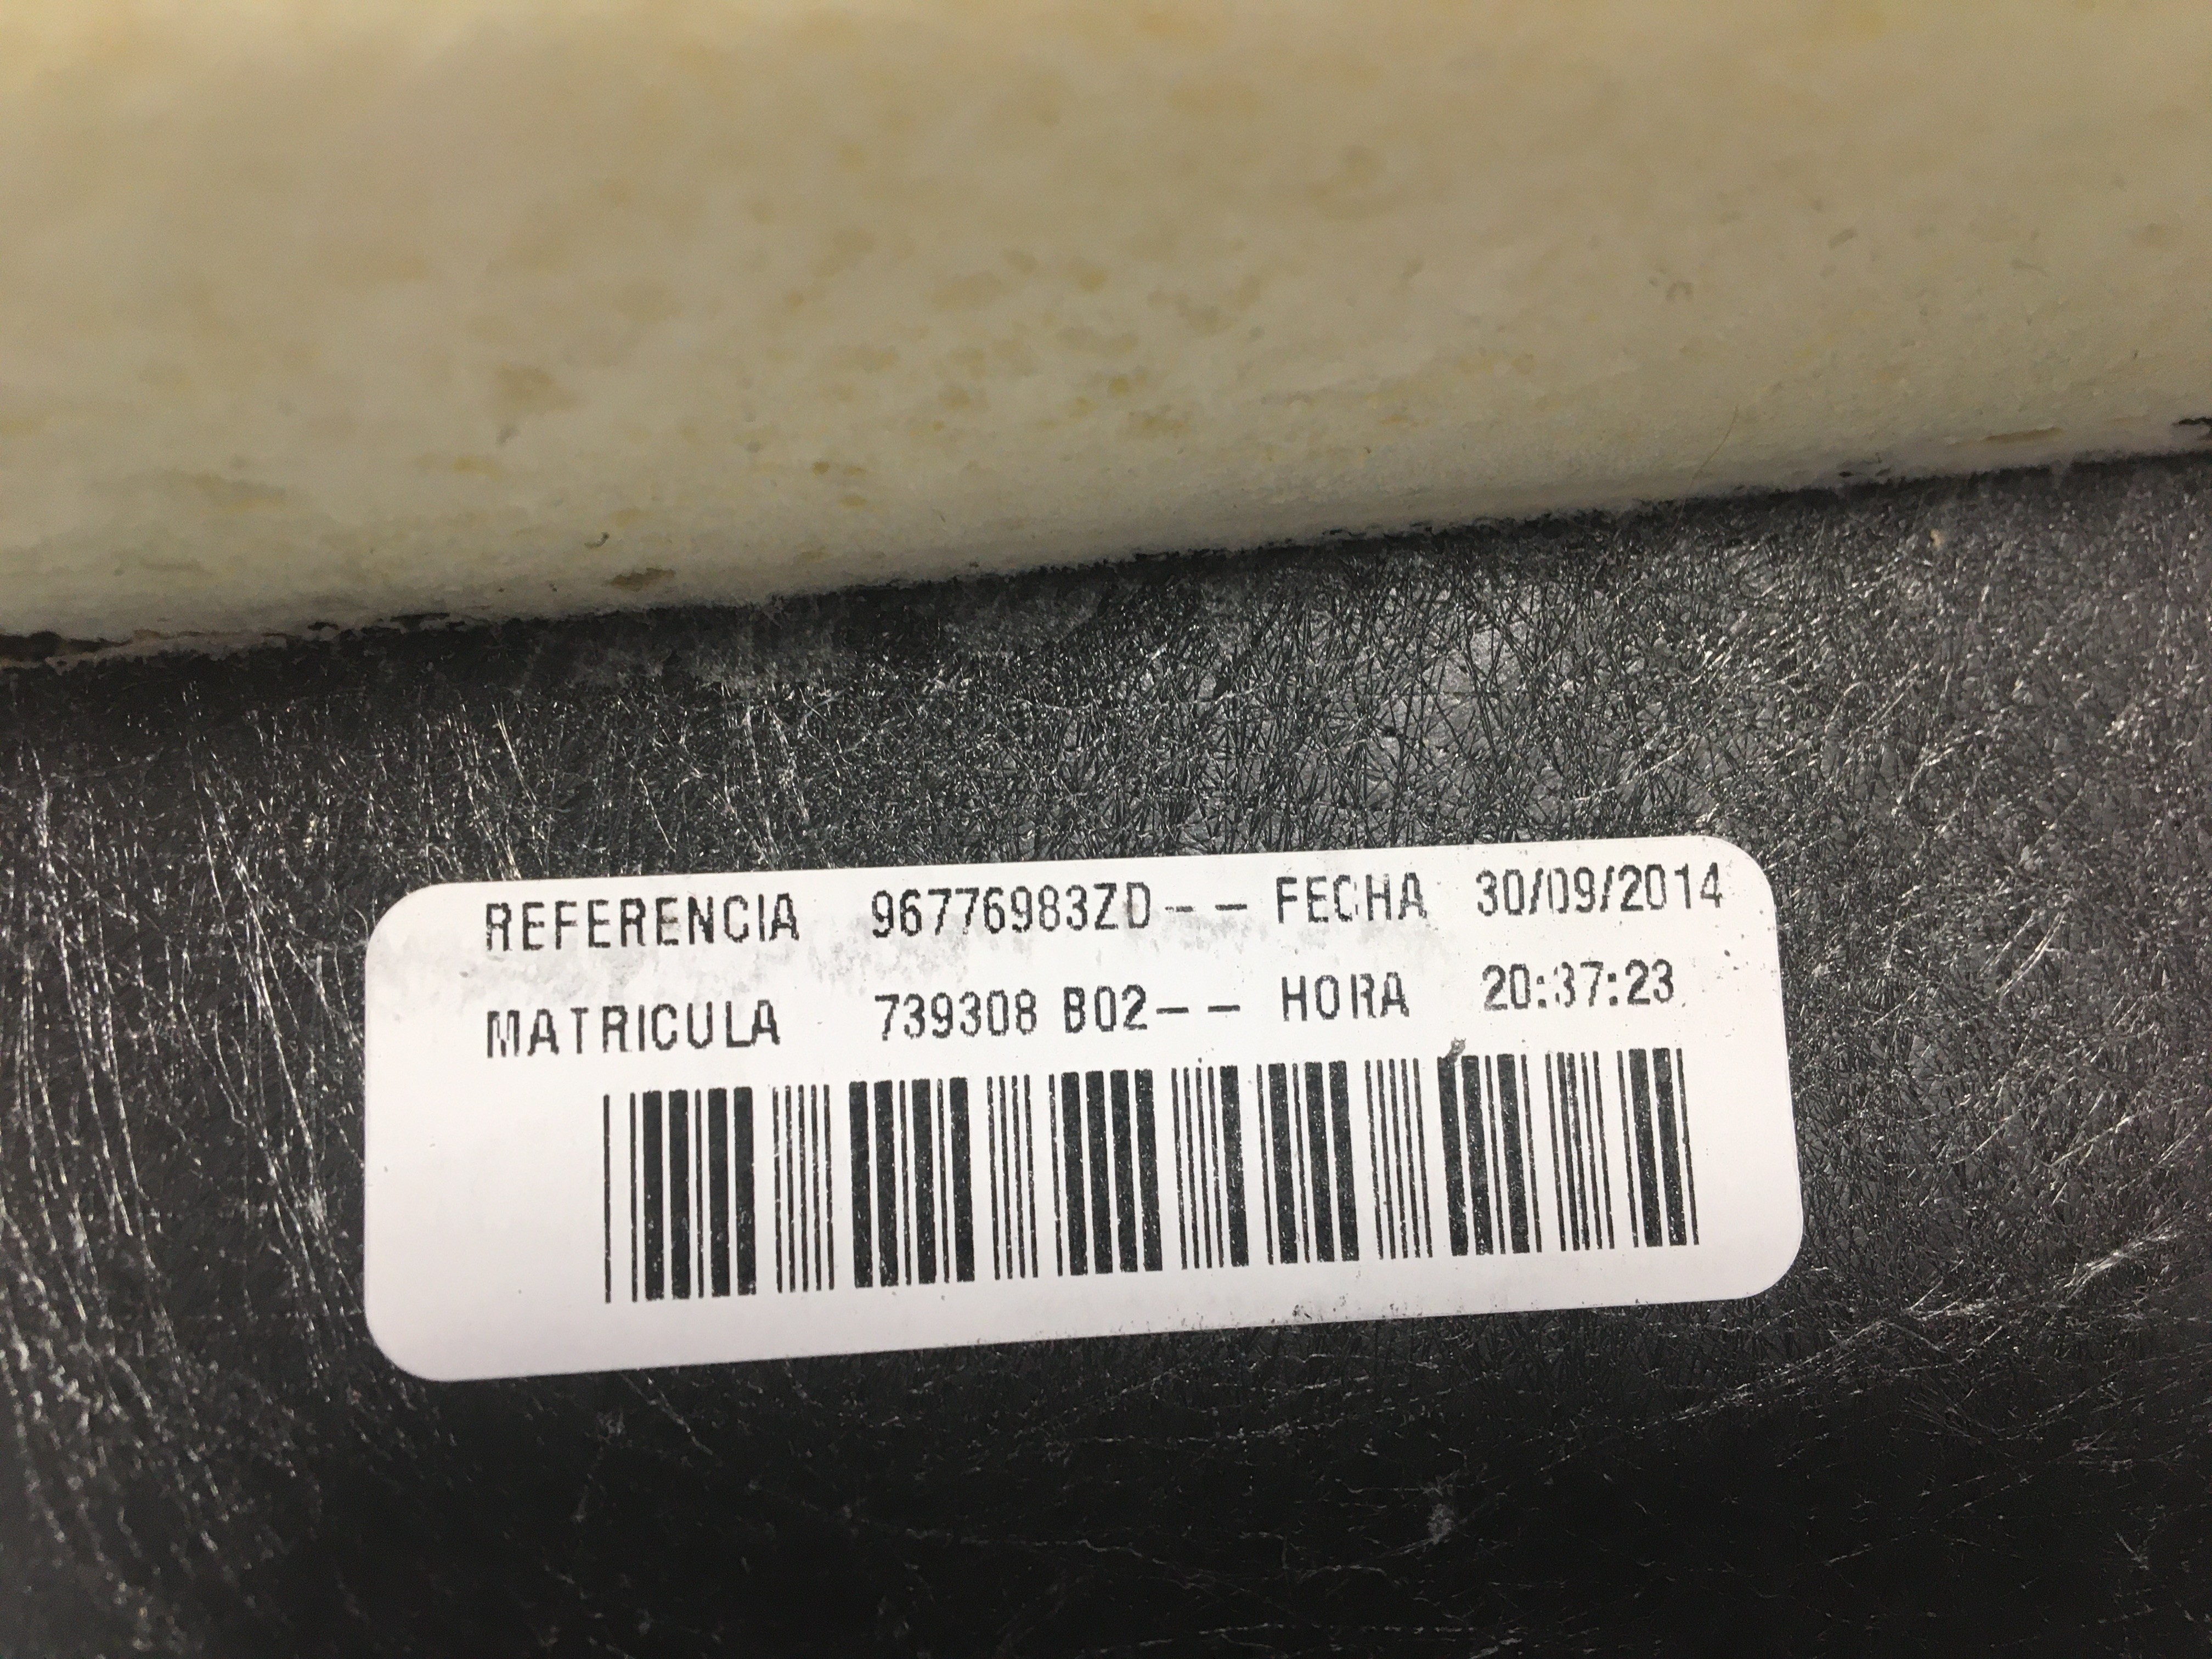 REFERENCIA 96776983ZD-- FECHA 30/09/2014
MATRICULA 739308 B02-- HORA 20:37:23